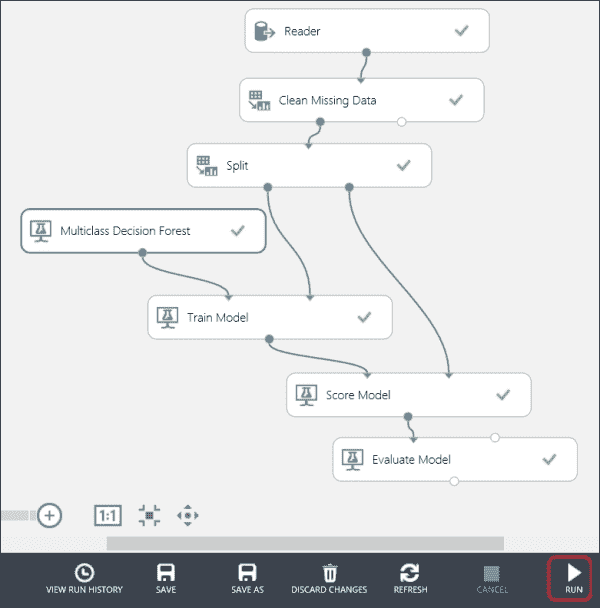 Reader
Clean Missing Data
Split
Multiclass Decision Forest
Train Model
Score Model
Evaluate Model
1:1
VIEW RUN HISTORY SAVE SAVE AS DISCARD CHANGES REFRESH CANCEL RUN